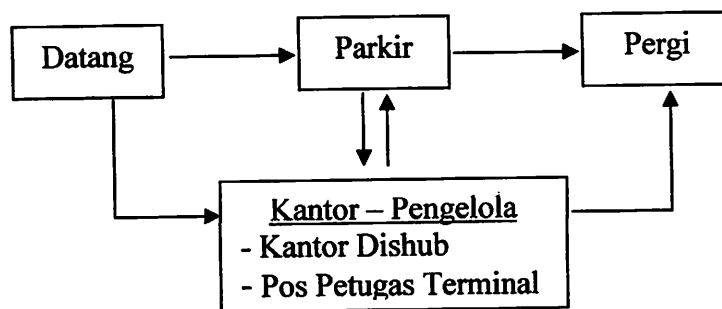 Datang
Parkir
Pergi
Kantor – Pengelola
- Kantor Dishub
- Pos Petugas Terminal